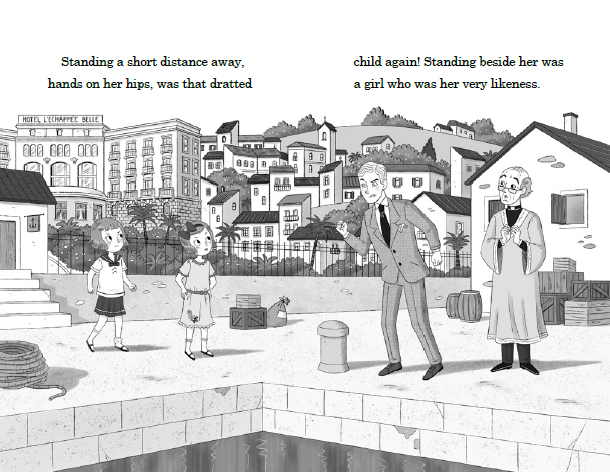 Standing a short distance away,
hands on her hips, was that dratted
child again! Standing beside her was
a girl who was her very likeness.
HOTEL L'ECHAPPÉE BELLE